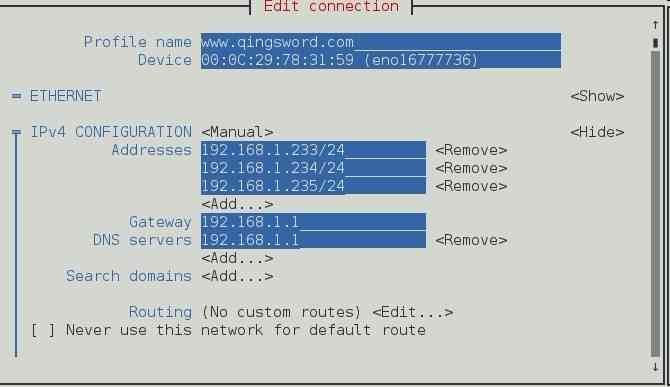 Edit connection
Profile name www.qingsword.com
Device 00:0C:29:78:31:59 (eno16777736)
ETHERNET <Show>
IPv4 CONFIGURATION <Manual> <Hide>
Addresses 192.168.1.233/24 <Remove>
192.168.1.234/24 <Remove>
192.168.1.235/24 <Remove>
<Add...>
Gateway 192.168.1.1
DNS servers 192.168.1.1 <Remove>
<Add...>
Search domains <Add...>
Routing (No custom routes) <Edit...>
[ ] Never use this network for default route